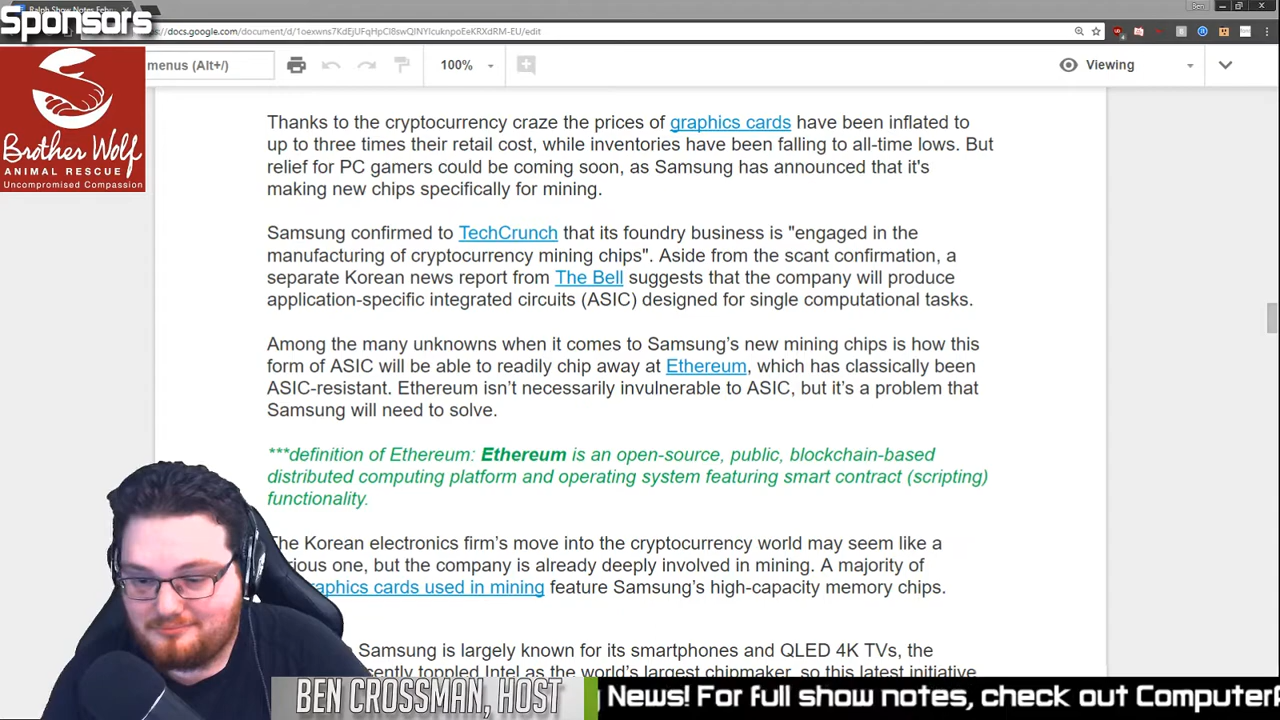 Ralph Show Notes Febru
Ben
Sponsors
docs.google.com/document/d/1oexwns7KdEjUFqHpCl8swQlNYlcuknpoEeKRXdRM-EU/edit
menus (Alt+/)
100%
Viewing
Brother Wolf
ANIMAL RESCUE
Uncompromised Compassion
Thanks to the cryptocurrency craze the prices of graphics cards have been inflated to
up to three times their retail cost, while inventories have been falling to all-time lows. But
relief for PC gamers could be coming soon, as Samsung has announced that it's
making new chips specifically for mining.
Samsung confirmed to TechCrunch that its foundry business is "engaged in the
manufacturing of cryptocurrency mining chips". Aside from the scant confirmation, a
separate Korean news report from The Bell suggests that the company will produce
application-specific integrated circuits (ASIC) designed for single computational tasks.
Among the many unknowns when it comes to Samsung’s new mining chips is how this
form of ASIC will be able to readily chip away at Ethereum, which has classically been
ASIC-resistant. Ethereum isn’t necessarily invulnerable to ASIC, but it’s a problem that
Samsung will need to solve.
***definition of Ethereum: Ethereum is an open-source, public, blockchain-based
distributed computing platform and operating system featuring smart contract (scripting)
functionality.
The Korean electronics firm’s move into the cryptocurrency world may seem like a
rious one, but the company is already deeply involved in mining. A majority of
raphics cards used in mining feature Samsung’s high-capacity memory chips.
Samsung is largely known for its smartphones and QLED 4K TVs, the
cently toppled Intel as the world’s largest chipmaker, so this latest initiative
BEN CROSSMAN, HOST
News! For full show notes, check out Computer